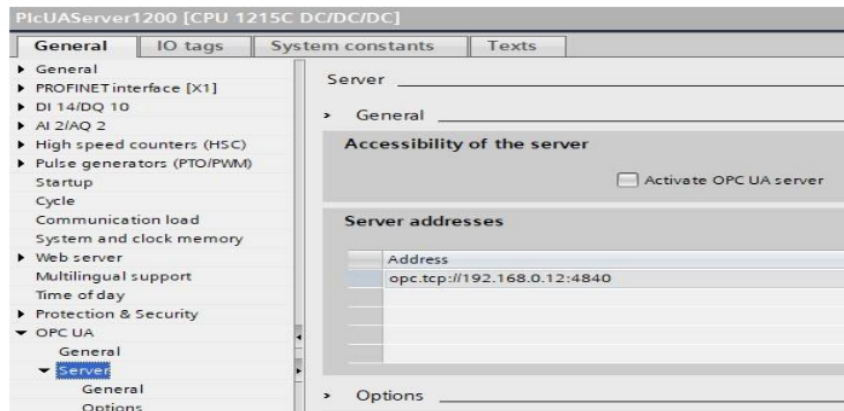 PlcUAServer1200 [CPU 1215C DC/DC/DC]
General IO tags System constants Texts
General
PROFINET interface [X1]
DI 14/DQ 10
AI 2/AQ 2
High speed counters (HSC)
Pulse generators (PTO/PWM)
Startup
Cycle
Communication load
System and clock memory
Web server
Multilingual support
Time of day
Protection & Security
OPC UA
General
Server
General
Options
Server
General
Accessibility of the server
Activate OPC UA server
Server addresses
Address
opc.tcp://192.168.0.12:4840
Options